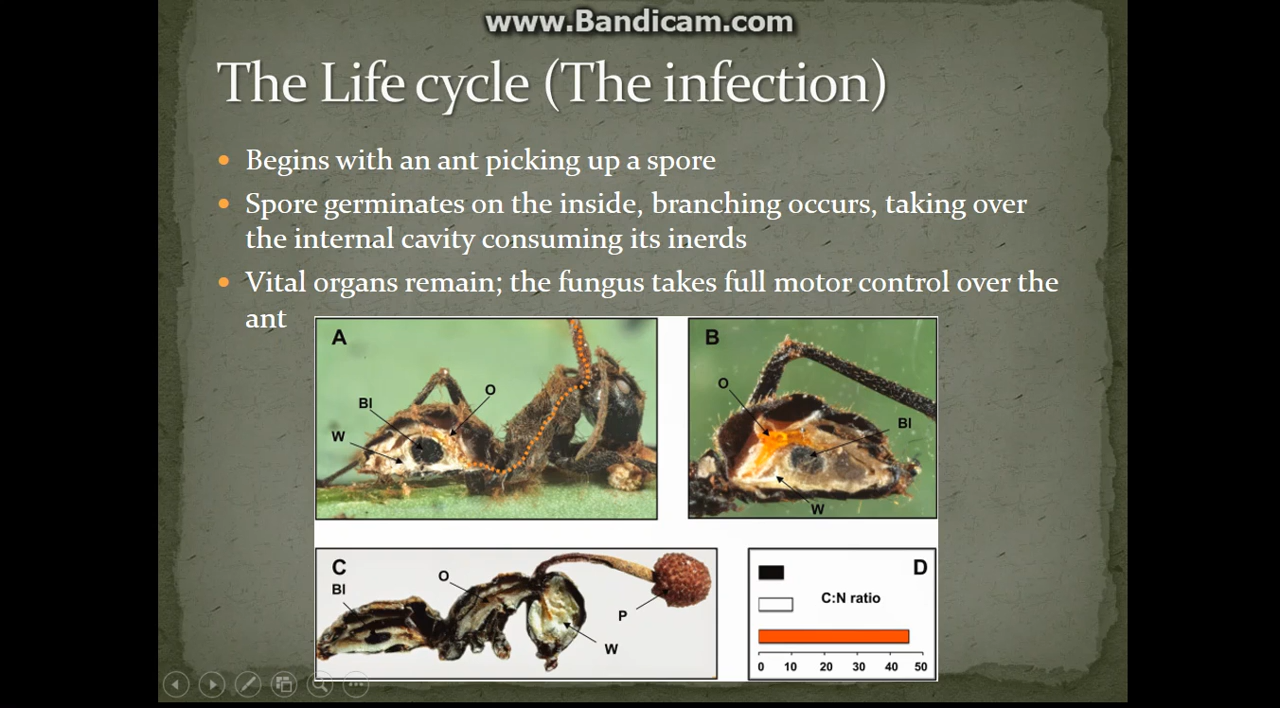 www.Bandicam.com
The Life cycle (The infection)
Begins with an ant picking up a spore
Spore germinates on the inside, branching occurs, taking over
the internal cavity consuming its inerds
Vital organs remain; the fungus takes full motor control over the
ant
A
Bl
O
W
B
O
Bl
W
C
Bl
O
P
W
D
C:N ratio
0 10 20 30 40 50